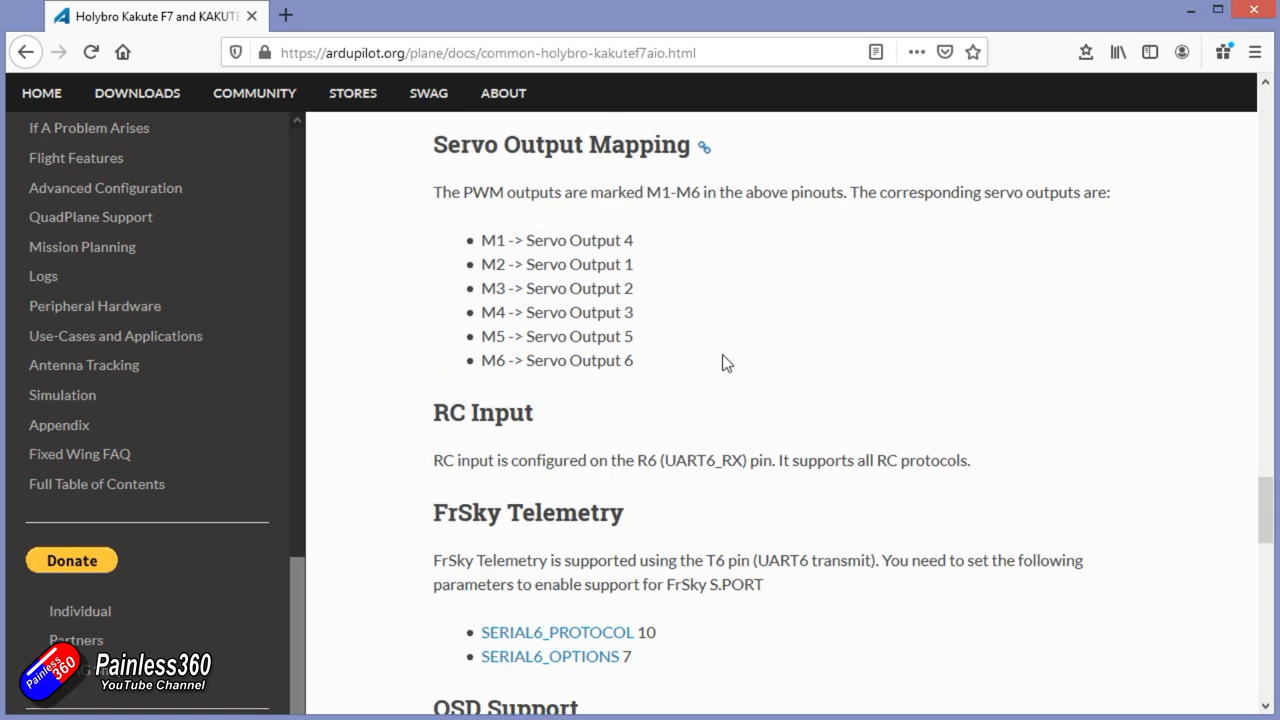 Holybro Kakute F7 and KAKUTE
https://ardupilot.org/plane/docs/common-holybro-kakutef7aio.html
HOME DOWNLOADS COMMUNITY STORES SWAG ABOUT
If A Problem Arises
Flight Features
Advanced Configuration
QuadPlane Support
Mission Planning
Logs
Peripheral Hardware
Use-Cases and Applications
Antenna Tracking
Simulation
Appendix
Fixed Wing FAQ
Full Table of Contents
Donate
Individual
Partners
Servo Output Mapping
The PWM outputs are marked M1-M6 in the above pinouts. The corresponding servo outputs are:
M1 -> Servo Output 4
M2 -> Servo Output 1
M3 -> Servo Output 2
M4 -> Servo Output 3
M5 -> Servo Output 5
M6 -> Servo Output 6
RC Input
RC input is configured on the R6 (UART6_RX) pin. It supports all RC protocols.
FrSky Telemetry
FrSky Telemetry is supported using the T6 pin (UART6 transmit). You need to set the following
parameters to enable support for FrSky S.PORT
SERIAL6_PROTOCOL 10
SERIAL6_OPTIONS 7
OSD Support
Painless
360
Painless360
YouTube Channel